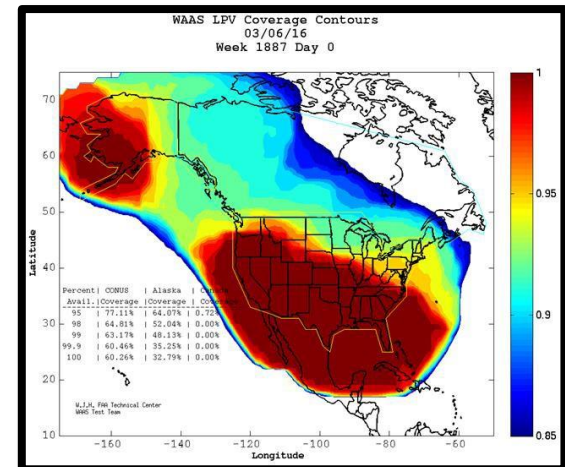 WAAS LPV Coverage Contours
03/06/16
Week 1887 Day 0
70
60
50
40
30
20
10
Latitude
Percent| CONUS | Alaska |
Avail.|Coverage |Coverage |
95 | 77.11% | 64.07% | 0.72%
98 | 64.81% | 52.04% | 0.00%
99 | 63.17% | 48.13% | 0.00%
99.9 | 60.46% | 35.25% | 0.00%
100 | 60.26% | 32.79% | 0.00%
W.J.H. FAA Technical Center
WAAS Test Team
-160 -140 -120 -100 -80 -60
Longitude
1
0.95
0.9
0.85